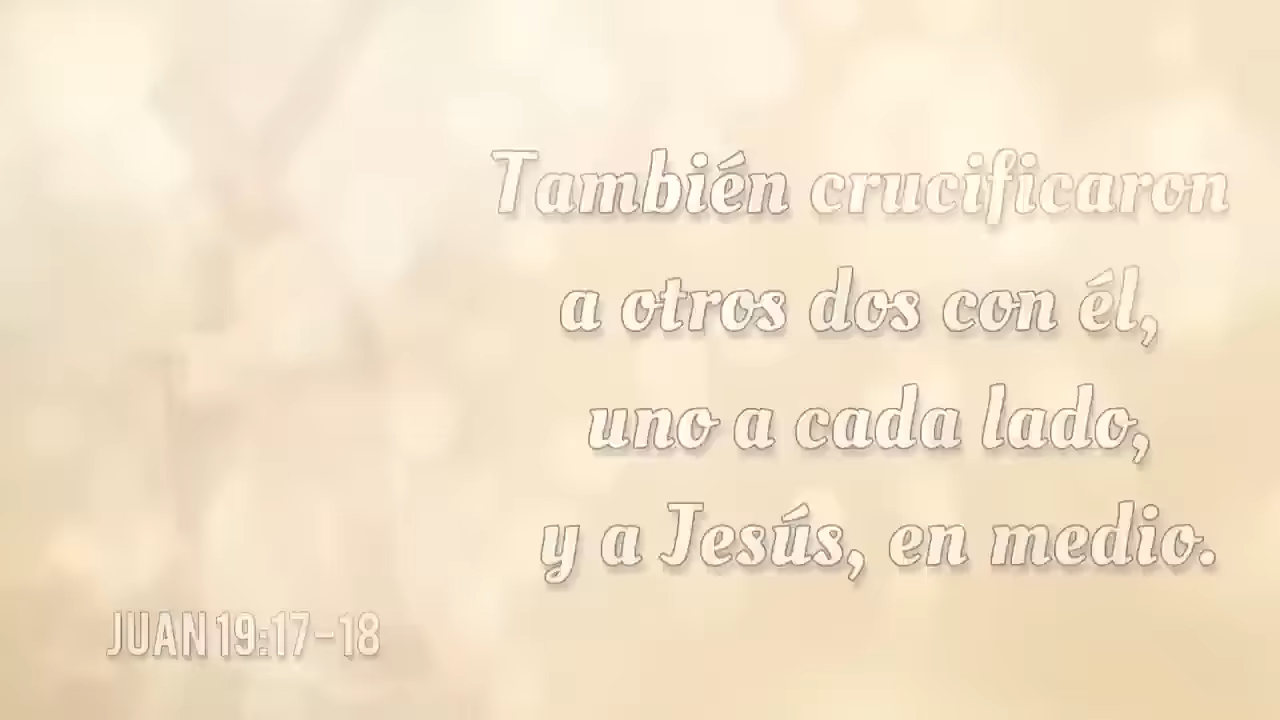 También crucificaron
a otros dos con él,
uno a cada lado,
y a Jesús, en medio.
JUAN 19:17-18